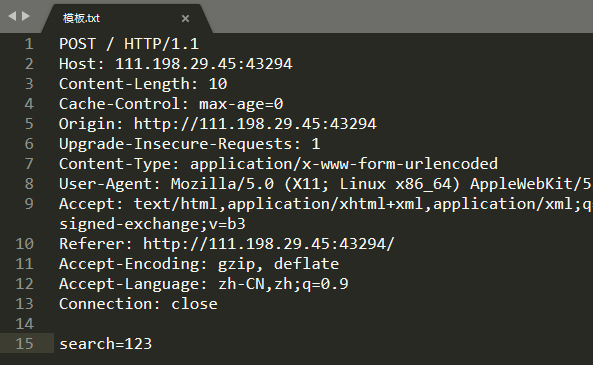 模板.txt
1 POST / HTTP/1.1
2 Host: 111.198.29.45:43294
3 Content-Length: 10
4 Cache-Control: max-age=0
5 Origin: http://111.198.29.45:43294
6 Upgrade-Insecure-Requests: 1
7 Content-Type: application/x-www-form-urlencoded
8 User-Agent: Mozilla/5.0 (X11; Linux x86_64) AppleWebKit/5
9 Accept: text/html,application/xhtml+xml,application/xml;q
signed-exchange;v=b3
10 Referer: http://111.198.29.45:43294/
11 Accept-Encoding: gzip, deflate
12 Accept-Language: zh-CN,zh;q=0.9
13 Connection: close
14
15 search=123